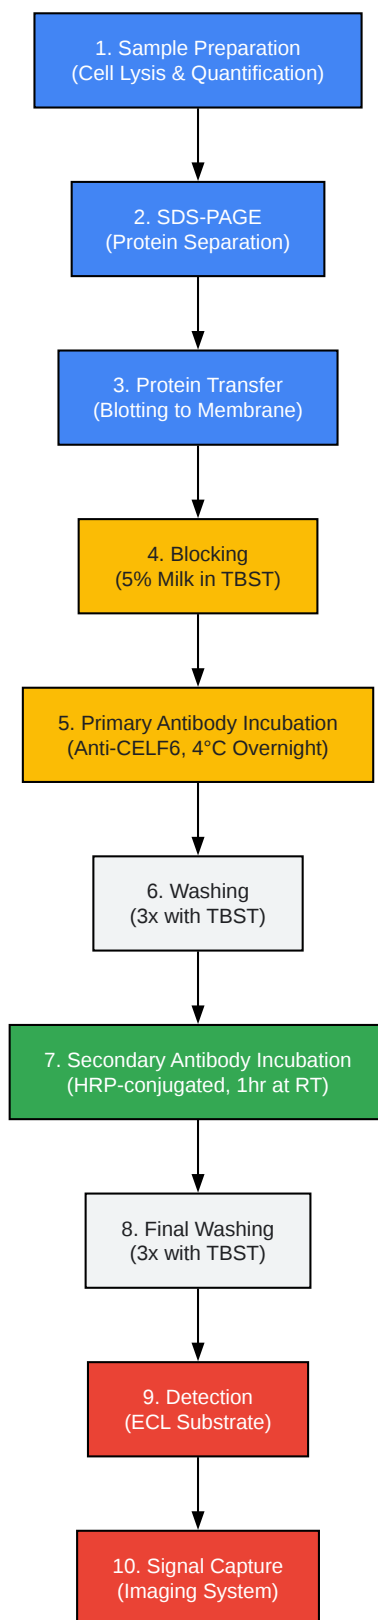 1. Sample Preparation
(Cell Lysis & Quantification)
2. SDS-PAGE
(Protein Separation)
3. Protein Transfer
(Blotting to Membrane)
4. Blocking
(5% Milk in TBST)
5. Primary Antibody Incubation
(Anti-CELF6, 4°C Overnight)
6. Washing
(3x with TBST)
7. Secondary Antibody Incubation
(HRP-conjugated, 1hr at RT)
8. Final Washing
(3x with TBST)
9. Detection
(ECL Substrate)
10. Signal Capture
(Imaging System)